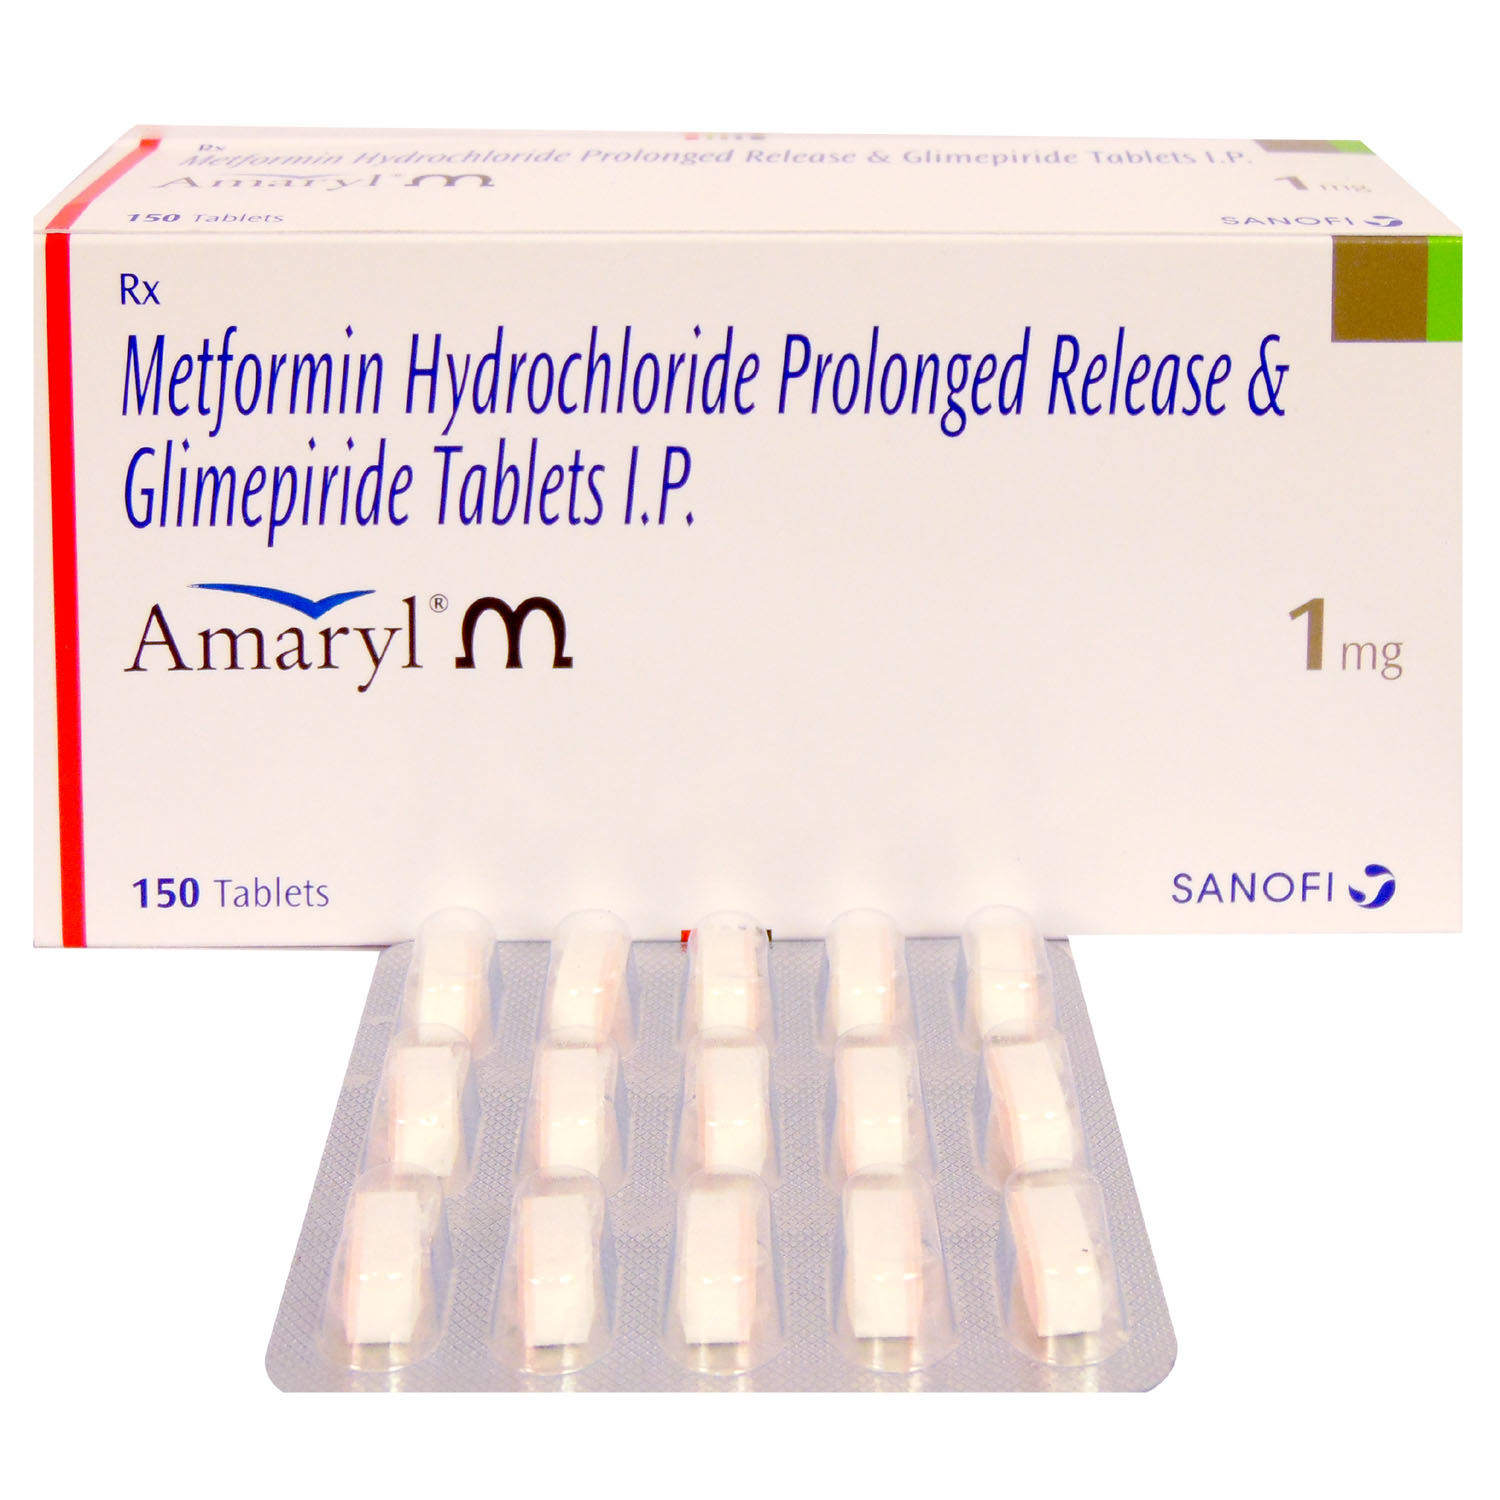 Rx
Metformin Hydrochloride Prolonged Release & Glimepiride Tablets I.P.
Amaryl® m
1 mg
150 Tablets
SANOFI
Rx
Metformin Hydrochloride Prolonged Release &
Glimepiride Tablets I.P.
Amaryl® m
1 mg
150 Tablets
SANOFI